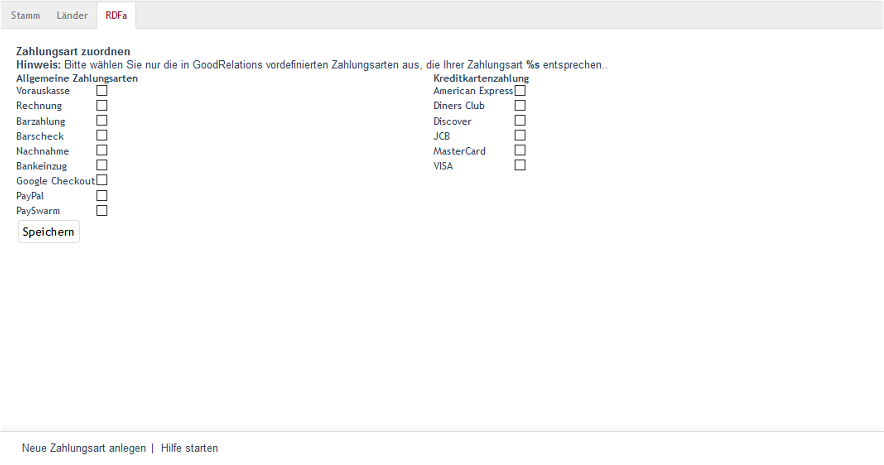 Stamm Länder RDFa
Zahlungsart zuordnen
Hinweis: Bitte wählen Sie nur die in GoodRelations vordefinierten Zahlungsarten aus, die Ihrer Zahlungsart %s entsprechen..
Allgemeine Zahlungsarten
Vorauskasse
Rechnung
Barzahlung
Barscheck
Nachnahme
Bankeinzug
Google Checkout
PayPal
PaySwarm
Kreditkartenzahlung
American Express
Diners Club
Discover
JCB
MasterCard
VISA
Speichern
Neue Zahlungsart anlegen | Hilfe starten